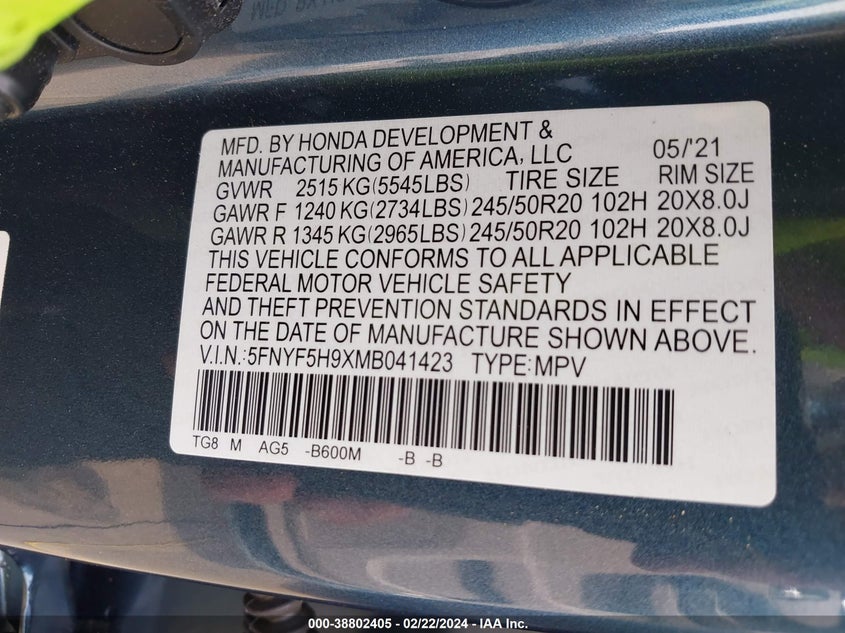 MFD. BY HONDA DEVELOPMENT &
MANUFACTURING OF AMERICA, LLC 05/'21
GVWR 2515 KG(5545LBS) TIRE SIZE RIM SIZE
GAWR F 1240 KG(2734LBS) 245/50R20 102H 20X8.0J
GAWR R 1345 KG(2965LBS) 245/50R20 102H 20X8.0J
THIS VEHICLE CONFORMS TO ALL APPLICABLE
FEDERAL MOTOR VEHICLE SAFETY
AND THEFT PREVENTION STANDARDS IN EFFECT
ON THE DATE OF MANUFACTURE SHOWN ABOVE.
V.I.N.:5FNYF5H9XMB041423 TYPE:MPV
TG8 M AG5 -B600M -B -B
000-38802405 - 02/22/2024 - IAA Inc.